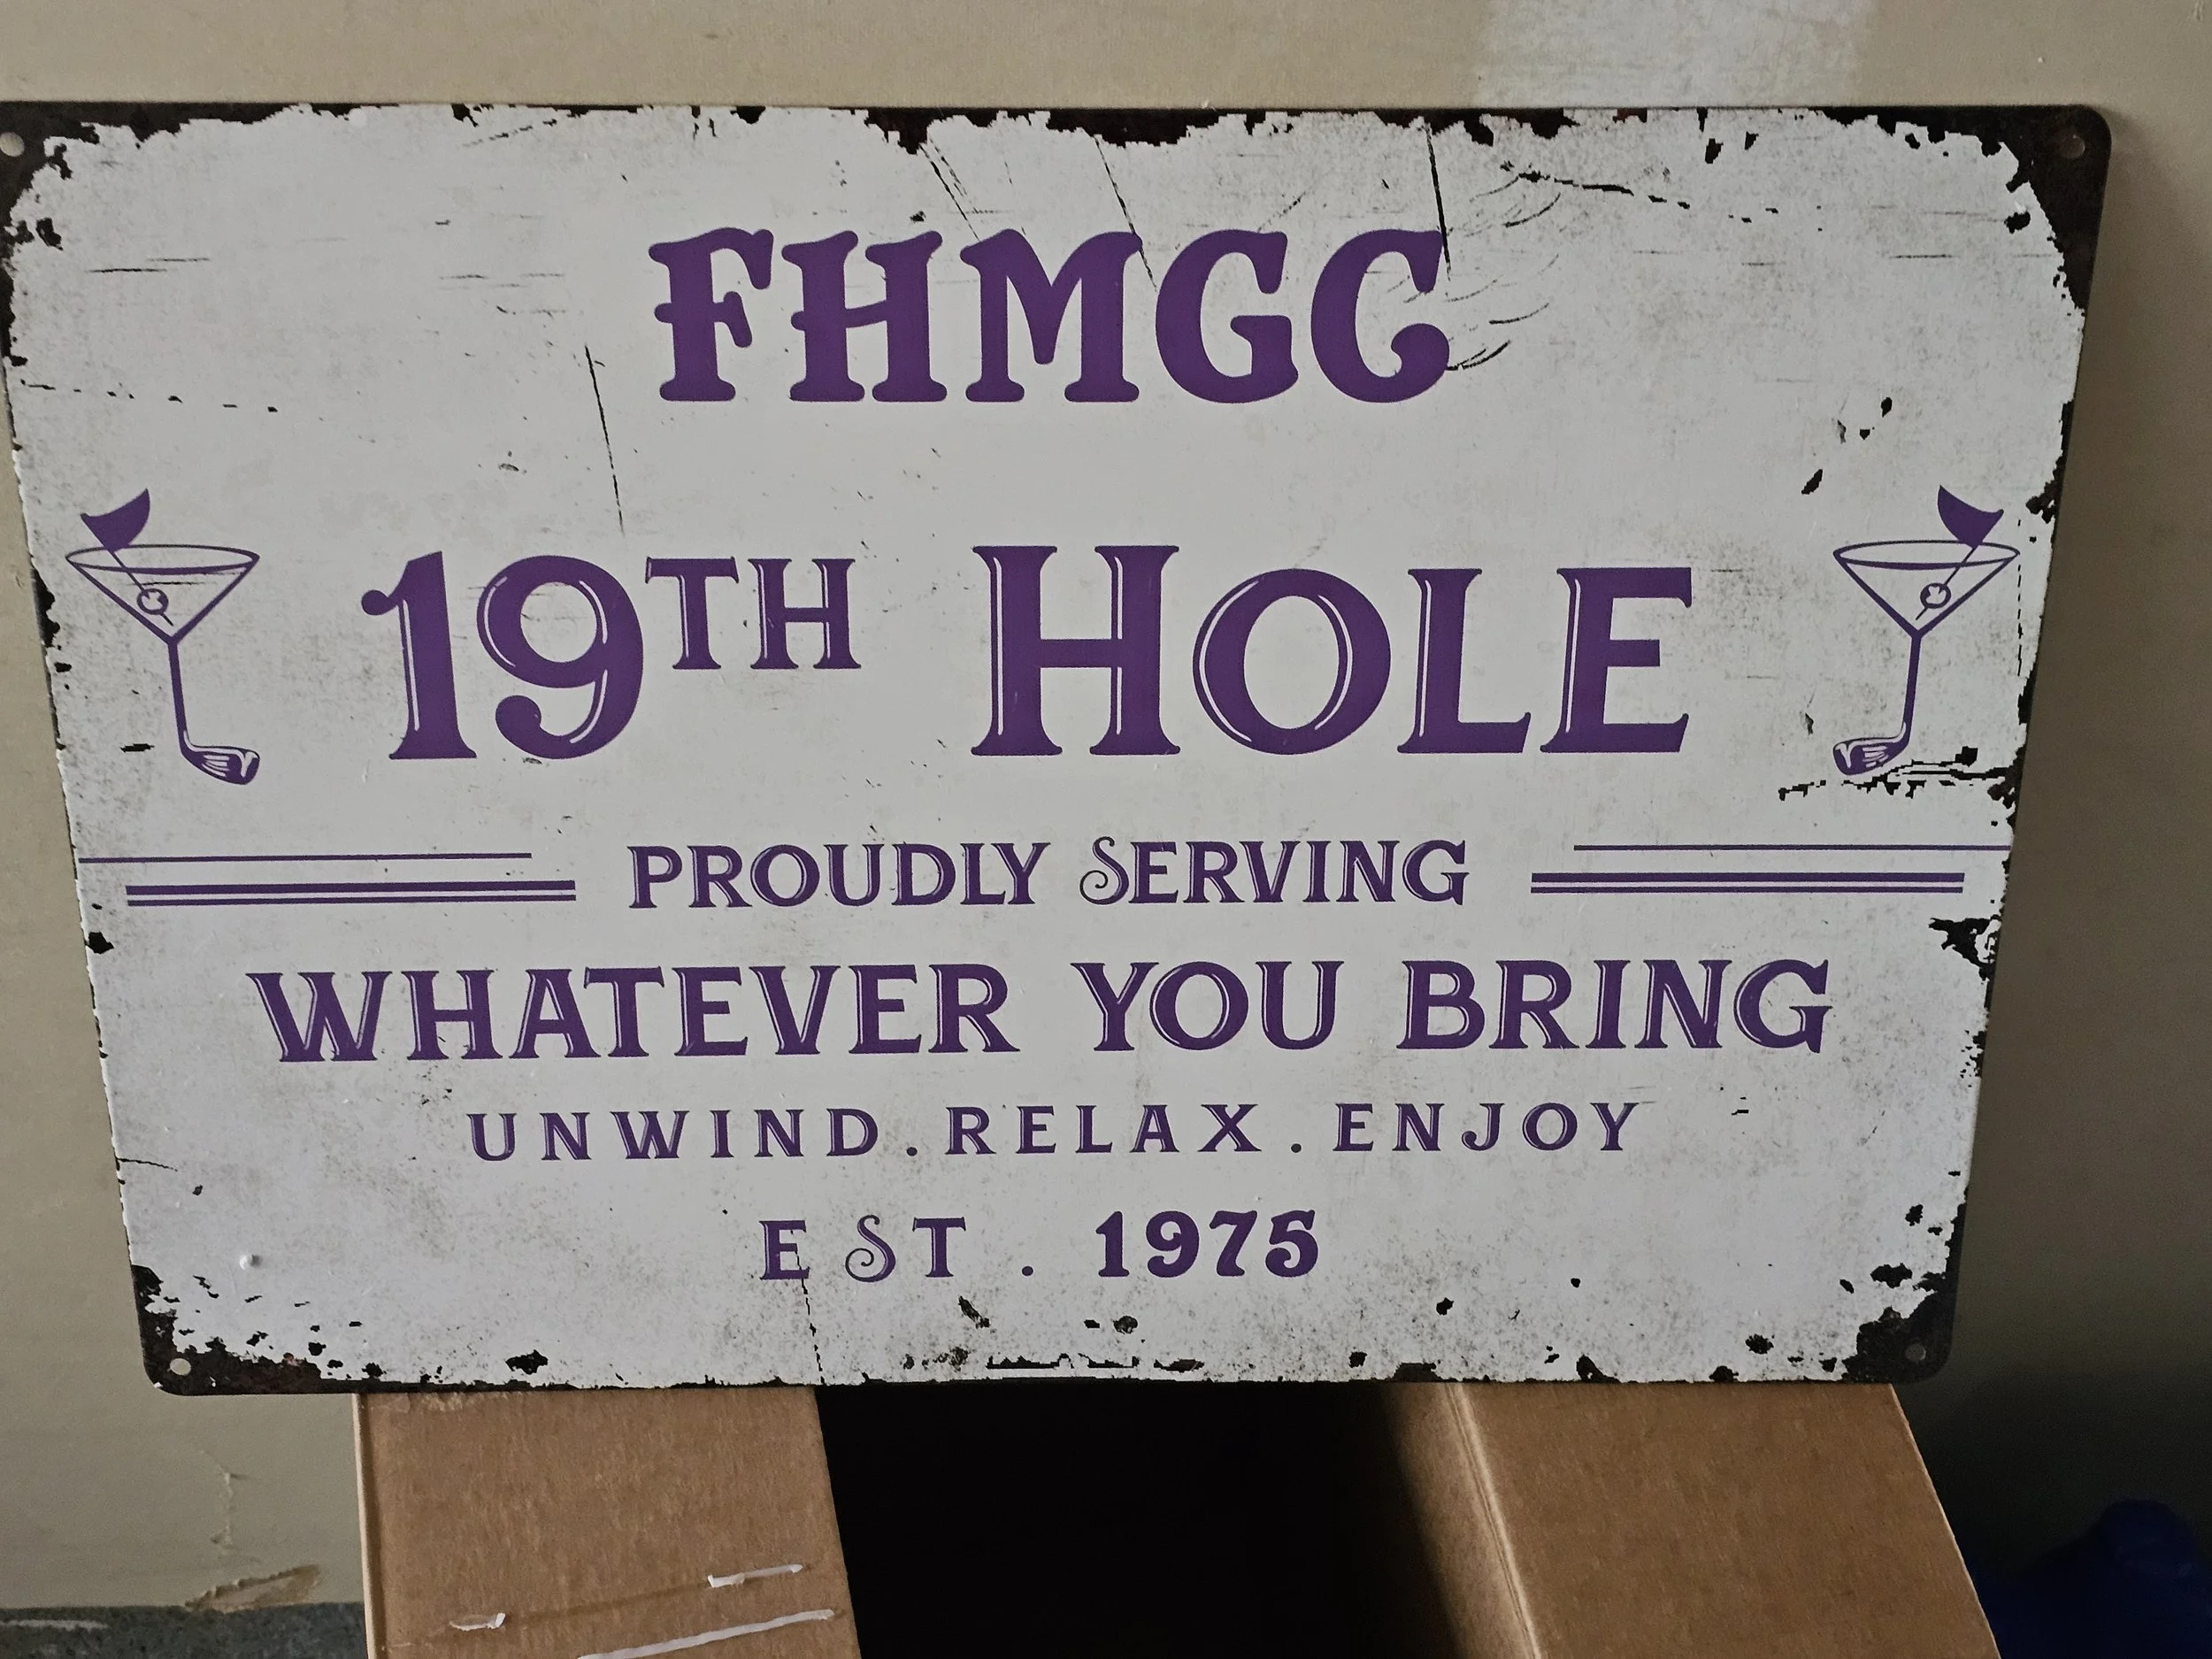 FHMGC
19TH HOLE
PROUDLY SERVING
WHATEVER YOU BRING
UNWIND.RELAX.ENJOY
EST. 1975